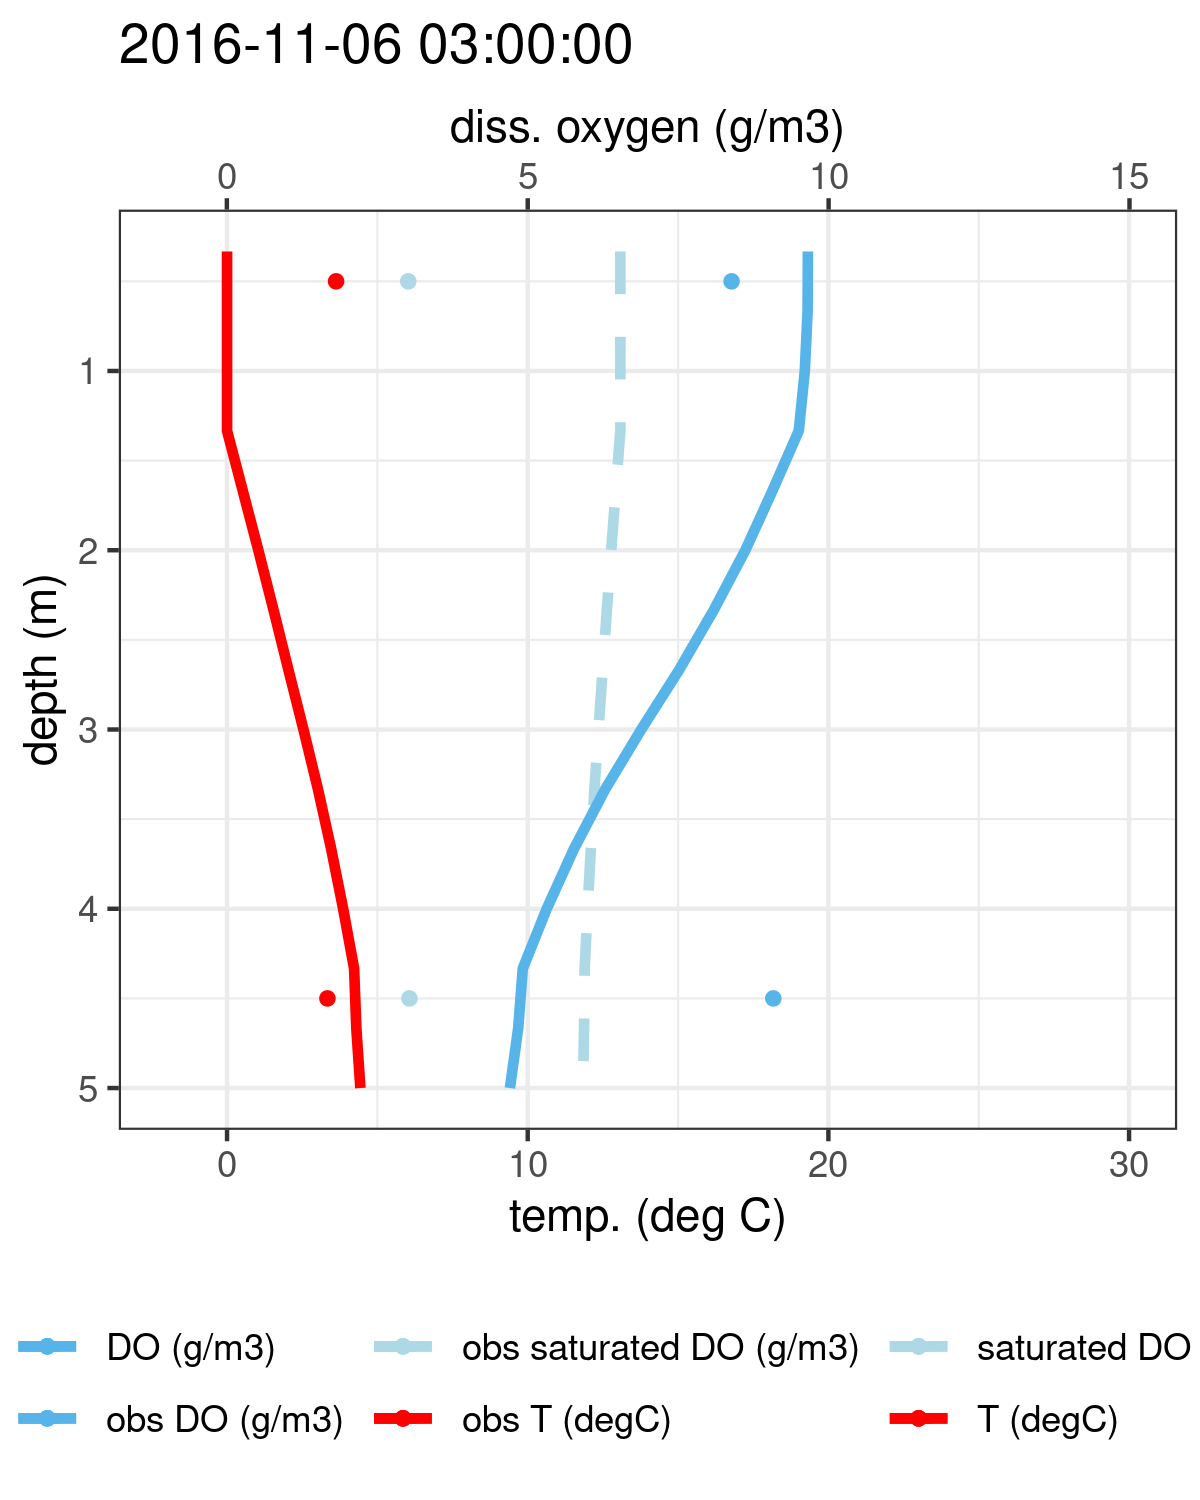 2016-11-06 03:00:00
diss. oxygen (g/m3)
0 5 10 15
depth (m)
1
2
3
4
5
0 10 20 30
temp. (deg C)
DO (g/m3) obs saturated DO (g/m3) saturated DO
obs DO (g/m3) obs T (degC) T (degC)